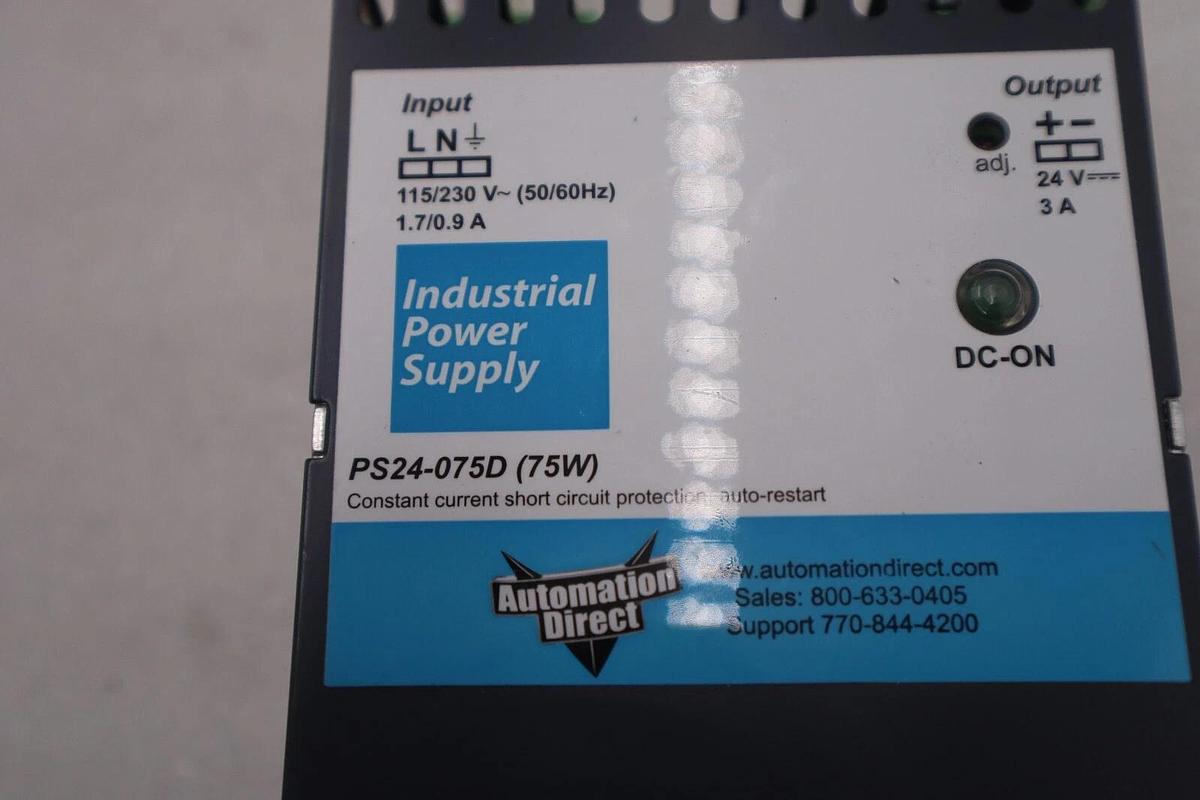 Input
L N
115/230 V~ (50/60Hz)
1.7/0.9 A
Output
+ -
adj.
24 V
3 A
Industrial
Power
Supply
DC-ON
PS24-075D (75W)
Constant current short circuit protection, auto-restart
Automation
Direct
w.automationdirect.com
Sales: 800-633-0405
Support 770-844-4200